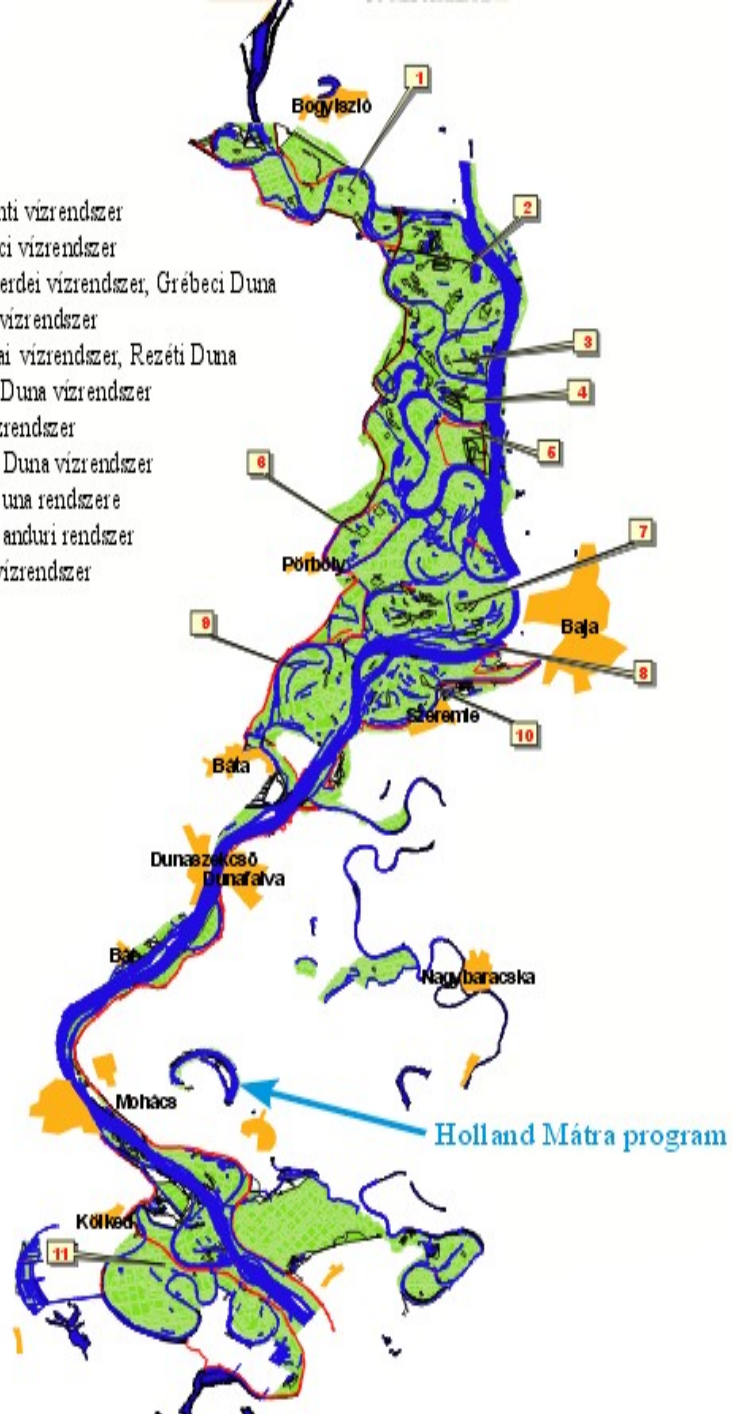 Bogyiszló
1
nti vízrendszer
2
ci vízrendszer
erdei vízrendszer, Grébeci Duna
vízrendszer
3
ai vízrendszer, Rezéti Duna
Duna vízrendszer
4
zrendszer
5
Duna vízrendszer
6
una rendszere
anduri rendszer
7
Pörböly
vízrendszer
9
Baja
8
Szeremle
10
Báta
Dunaszekcső
Dunafalva
Bár
Nagybaracska
Mohács
Holland Mátra program
Kölked
11